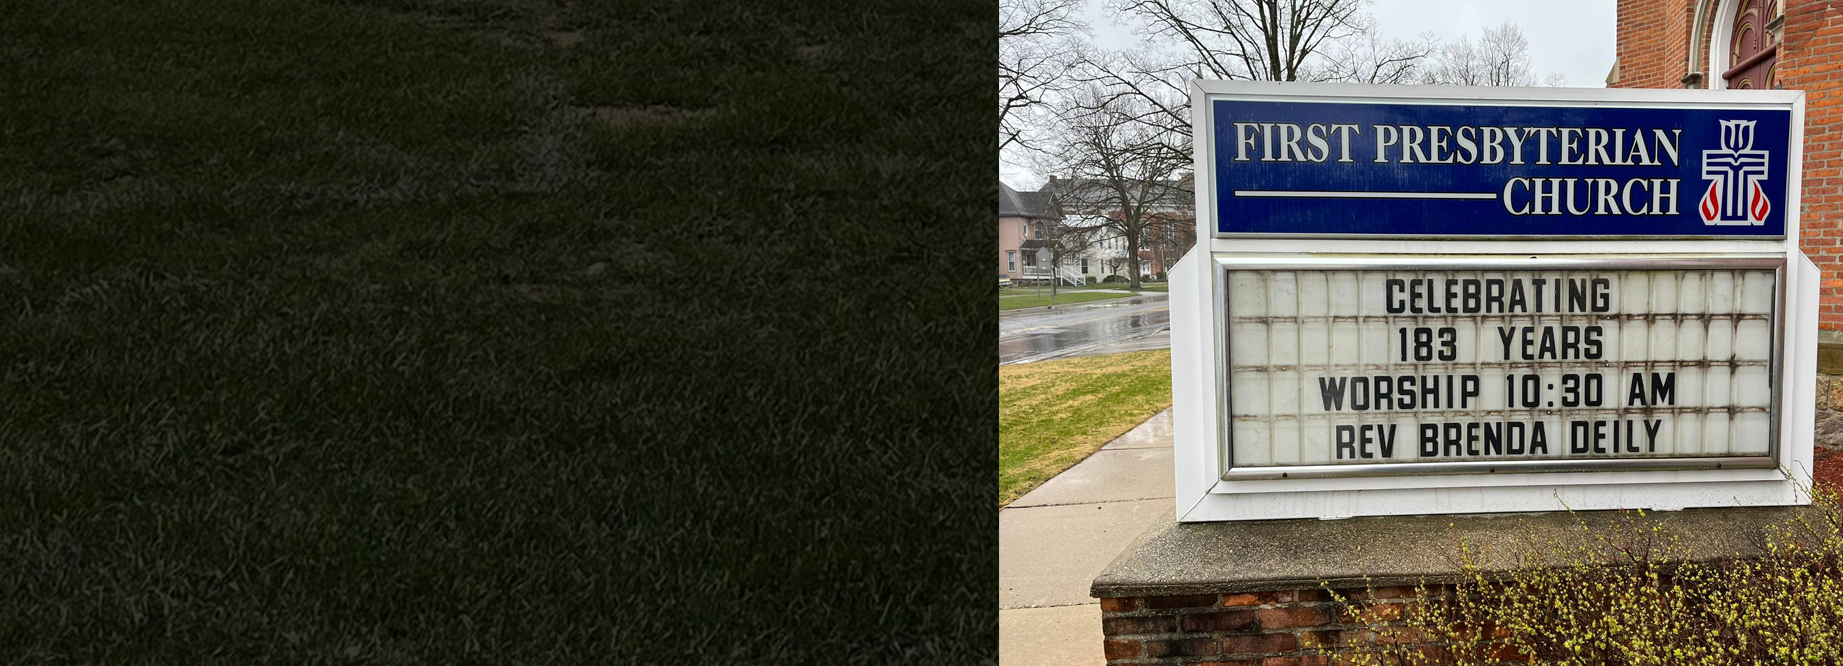 FIRST PRESBYTERIAN
CHURCH
CELEBRATING
183 YEARS
WORSHIP 10:30 AM
REV BRENDA DEILY